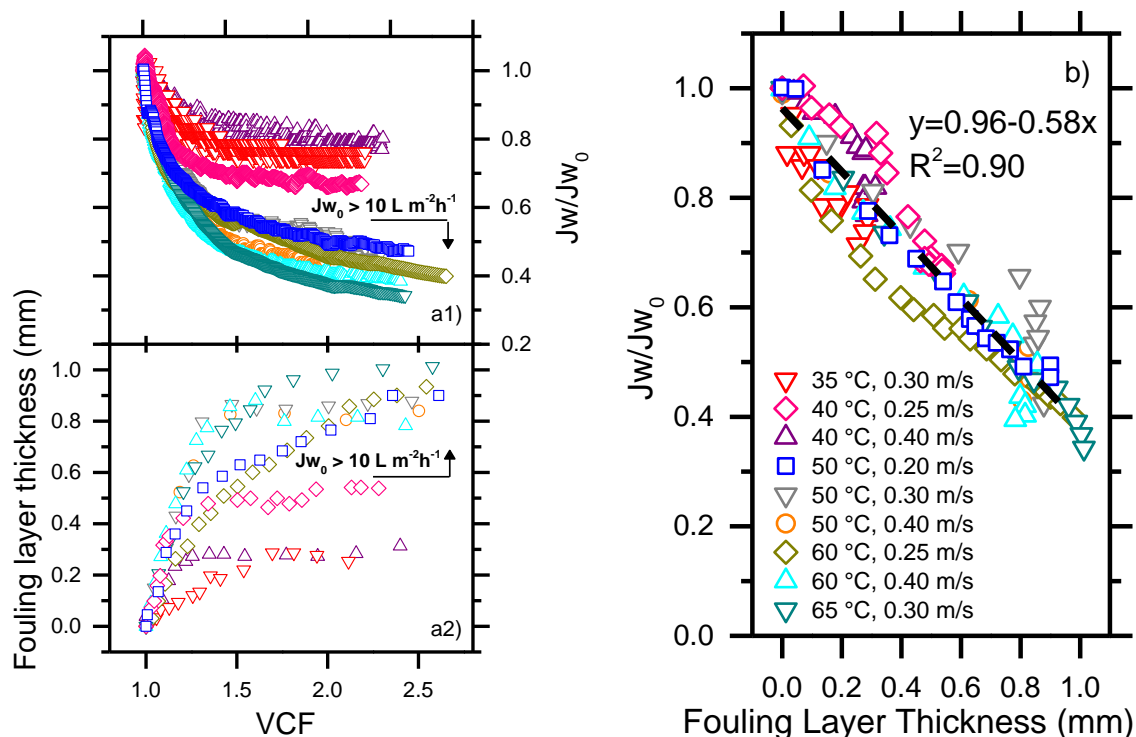 1.0
0.8
0.6
0.4
0.2
Jw/Jw₀
Jw₀ > 10 L m⁻²h⁻¹
a1)
Fouling layer thickness (mm)
1.0
0.8
0.6
0.4
0.2
0.0
Jw₀ > 10 L m⁻²h⁻¹
a2)
1.0 1.5 2.0 2.5
VCF
b)
y=0.96-0.58x
R²=0.90
Jw/Jw₀
1.0
0.8
0.6
0.4
0.2
0.0
35 °C, 0.30 m/s
40 °C, 0.25 m/s
40 °C, 0.40 m/s
50 °C, 0.20 m/s
50 °C, 0.30 m/s
50 °C, 0.40 m/s
60 °C, 0.25 m/s
60 °C, 0.40 m/s
65 °C, 0.30 m/s
0.0 0.2 0.4 0.6 0.8 1.0
Fouling Layer Thickness (mm)